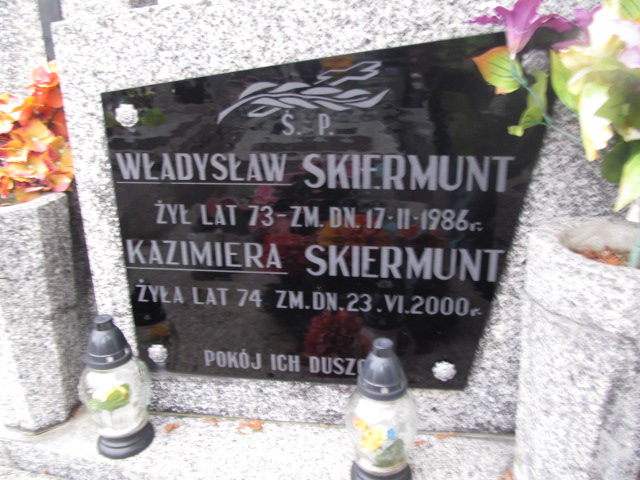 Ś. P.
WŁADYSŁAW SKIERMUNT
ŻYŁ LAT 73 - ZM. DN. 17-II-1986r.
KAZIMIERA SKIERMUNT
ŻYŁA LAT 74 ZM. DN. 23.VI.2000r.
POKÓJ ICH DUSZO